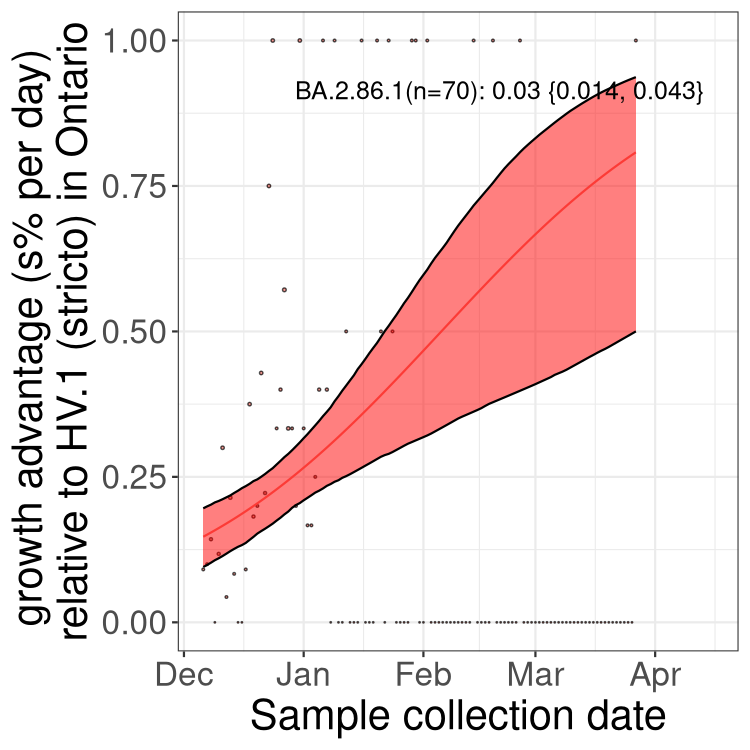 growth advantage (s% per day)
relative to HV.1 (stricto) in Ontario
1.00
0.75
0.50
0.25
0.00
BA.2.86.1(n=70): 0.03 {0.014, 0.043}
Dec Jan Feb Mar Apr
Sample collection date